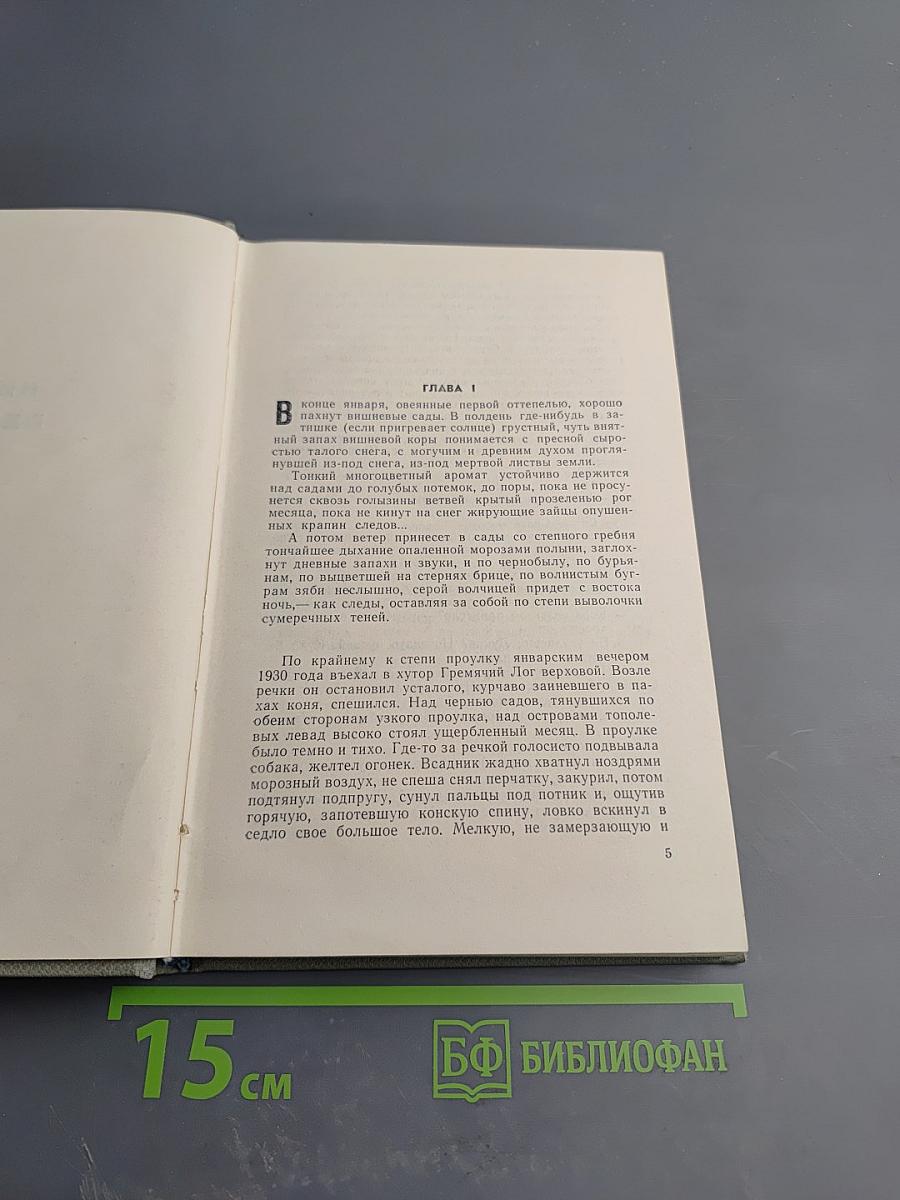 ГЛАВА I
В конце января, овеянные первой оттепелью, хорошо
пахнут вишневые сады. В полдень где-нибудь в за-
тишке (если пригревает солнце) грустный, чуть внят-
ный запах вишневой коры понимается с пресной сыро-
стью талого снега, с могучим и древним духом прогля-
нувшей из-под снега, из-под мертвой листвы земли.
Тонкий многоцветный аромат устойчиво держится
над садами до голубых потемок, до поры, пока не просу-
нется сквозь голызины ветвей крытый прозеленью рог
месяца, пока не кинут на снег жирующие зайцы опушен-
ных крапин следов...
А потом ветер принесет в сады со степного гребня
тончайшее дыхание опаленной морозами полыни, заглох-
нут дневные запахи и звуки, и по чернобылу, по бурья-
нам, по выцветшей на стернях брице, по волнистым буг-
рам зяби неслышно, серой волчицей придет с востока
ночь,— как следы, оставляя за собой по степи выволочки
сумеречных теней.
По крайнему к степи проулку январским вечером
1930 года въехал в хутор Гремячий Лог верховой. Возле
речки он остановил усталого, курчаво заиневшего в па-
хах коня, спешился. Над чернью садов, тянувшихся по
обеим сторонам узкого проулка, над островами тополе-
вых левад высоко стоял ущербленный месяц. В проулке
было темно и тихо. Где-то за речкой голосисто подвывала
собака, желтел огонек. Всадник жадно хватнул ноздрями
морозный воздух, не спеша снял перчатку, закурил, потом
подтянул подпругу, сунул пальцы под потник и, ощутив
горячую, запотевшую конскую спину, ловко вскинул в
седло свое большое тело. Мелкую, не замерзающую и
5
15 см
БФ БИБЛИОФАН